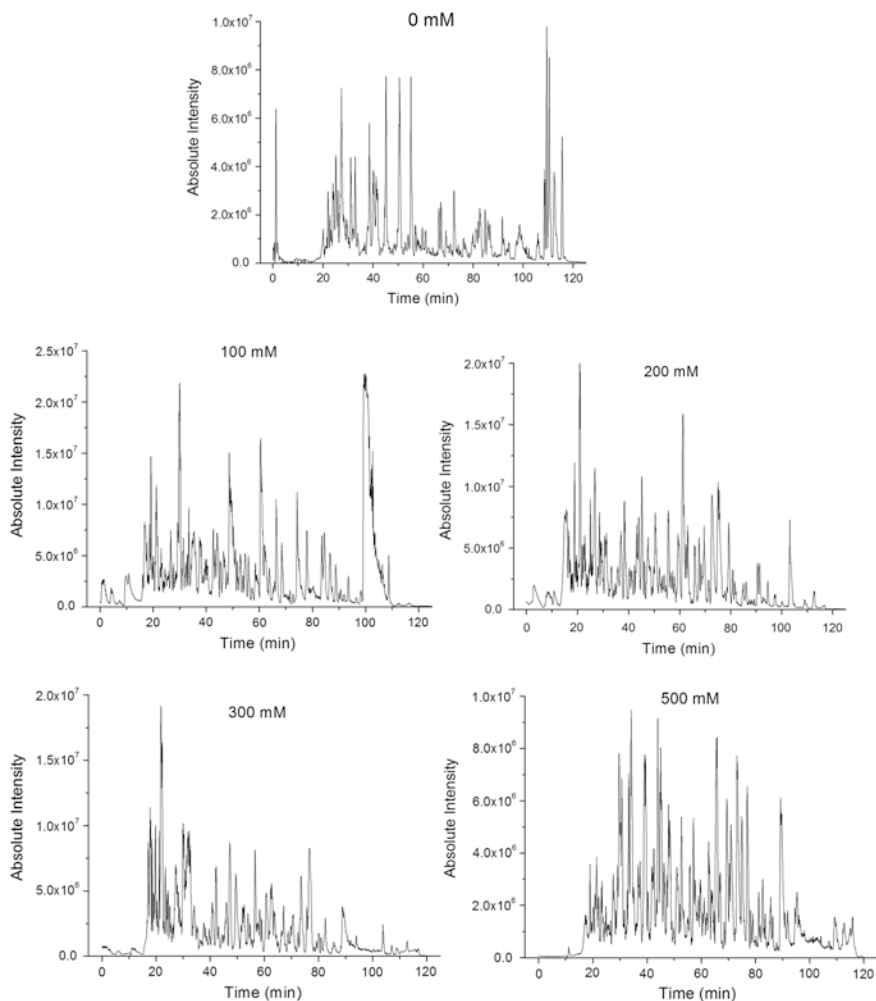 0 mM
1.0x10⁷
8.0x10⁶
6.0x10⁶
4.0x10⁶
2.0x10⁶
0.0
Absolute Intensity
0 20 40 60 80 100 120
Time (min)
100 mM
2.5x10⁷
2.0x10⁷
1.5x10⁷
1.0x10⁷
5.0x10⁶
0.0
Absolute Intensity
0 20 40 60 80 100 120
Time (min)
200 mM
2.0x10⁷
1.5x10⁷
1.0x10⁷
5.0x10⁶
0.0
Absolute Intensity
0 20 40 60 80 100 120
Time (min)
300 mM
2.0x10⁷
1.5x10⁷
1.0x10⁷
5.0x10⁶
0.0
Absolute Intensity
0 20 40 60 80 100 120
Time (min)
500 mM
1.0x10⁷
8.0x10⁶
6.0x10⁶
4.0x10⁶
2.0x10⁶
0.0
Absolute Intensity
0 20 40 60 80 100 120
Time (min)